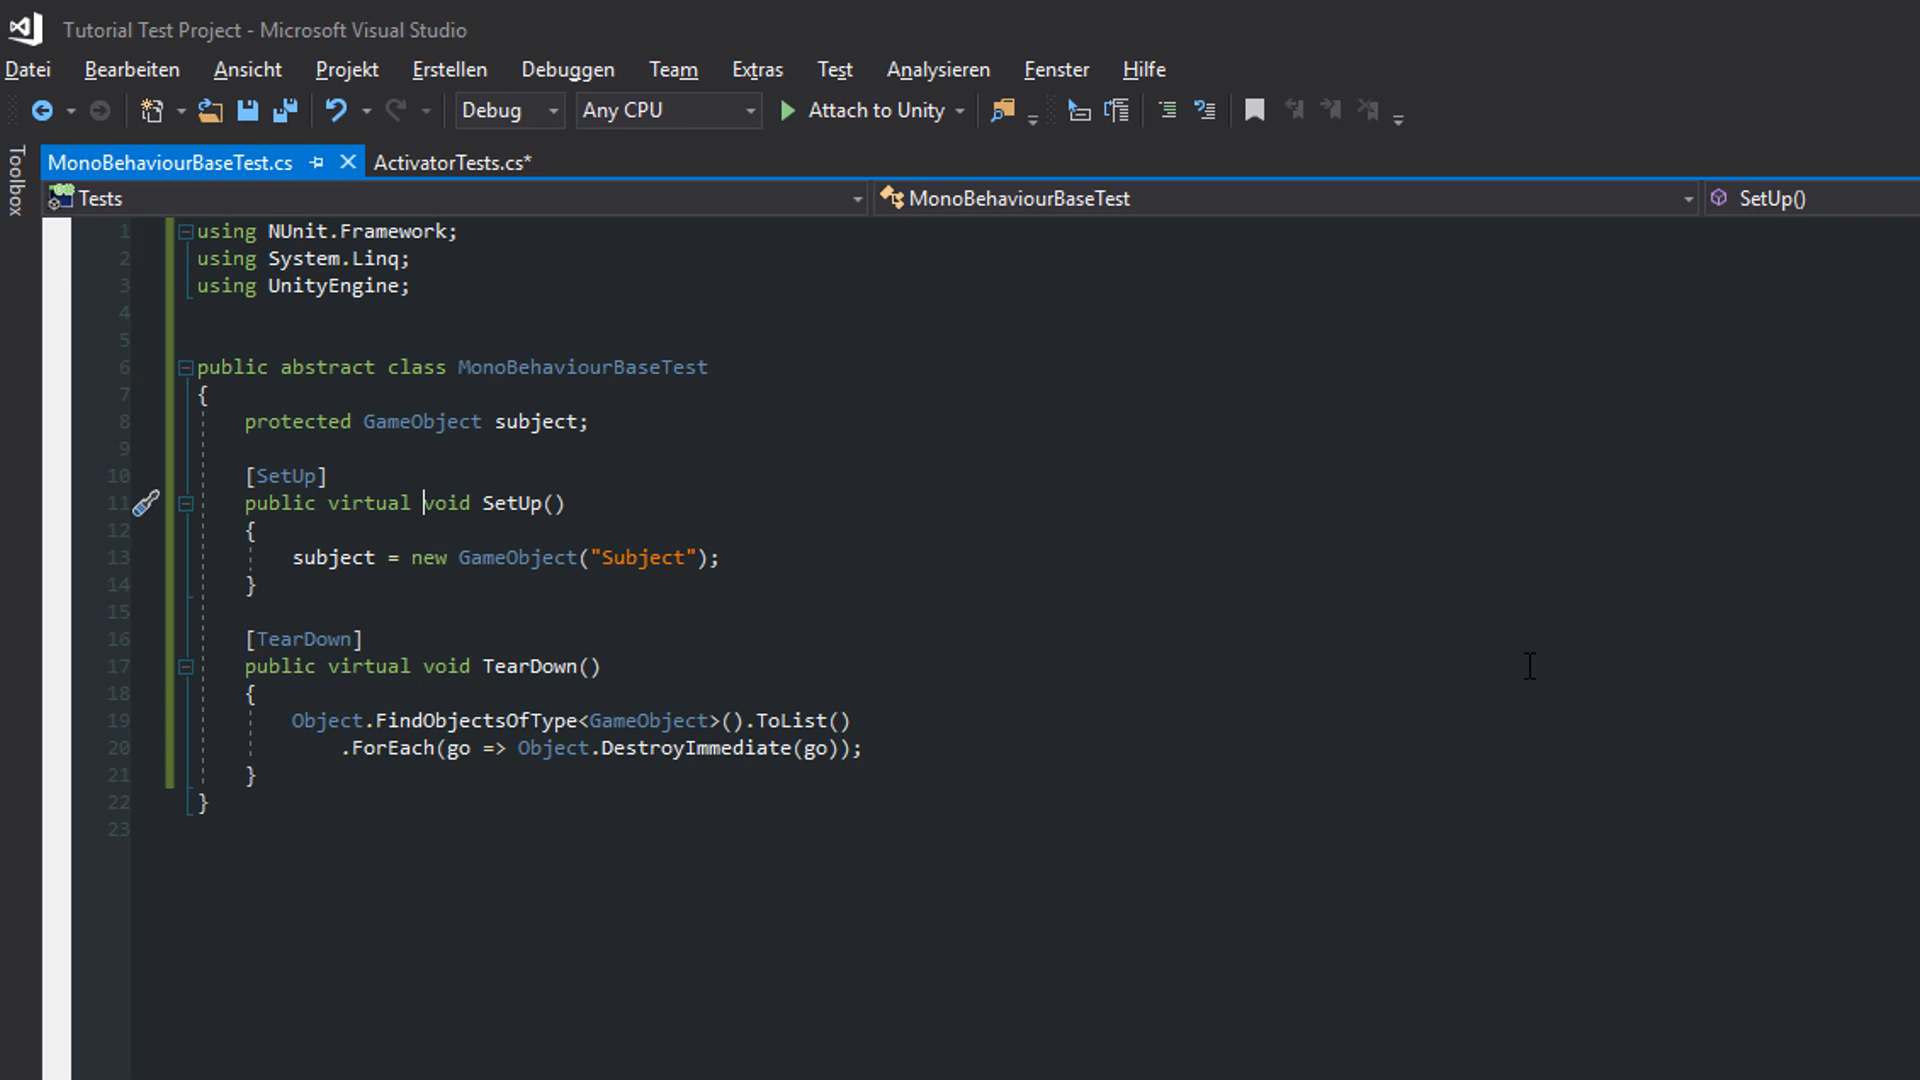 Tutorial Test Project - Microsoft Visual Studio
Datei Bearbeiten Ansicht Projekt Erstellen Debuggen Team Extras Test Analysieren Fenster Hilfe
Debug Any CPU Attach to Unity
Toolbox
MonoBehaviourBaseTest.cs ActivatorTests.cs*
Tests MonoBehaviourBaseTest SetUp()
1 using NUnit.Framework;
2 using System.Linq;
3 using UnityEngine;
4
5
6 public abstract class MonoBehaviourBaseTest
7 {
8 protected GameObject subject;
9
10 [SetUp]
11 public virtual void SetUp()
12 {
13 subject = new GameObject("Subject");
14 }
15
16 [TearDown]
17 public virtual void TearDown()
18 {
19 Object.FindObjectsOfType<GameObject>().ToList()
20 .ForEach(go => Object.DestroyImmediate(go));
21 }
22 }
23